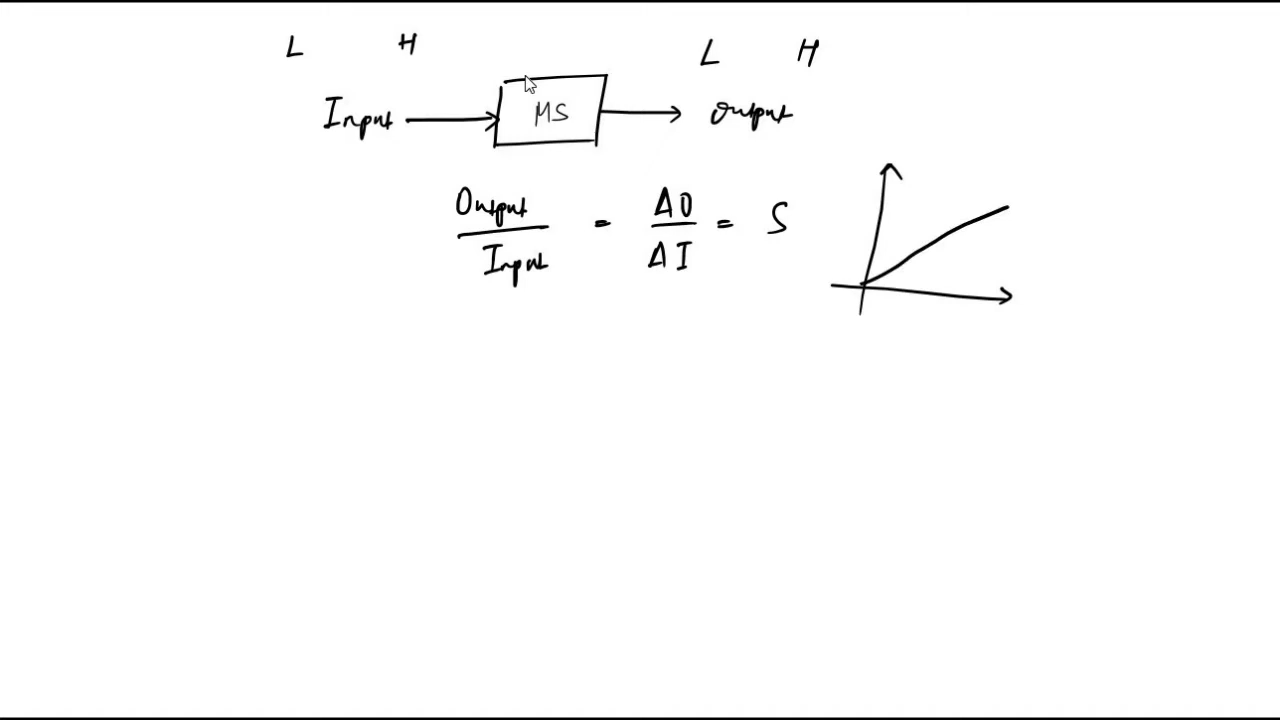 L H L H
Input MS Output
Output = ΔO = S
Input ΔI